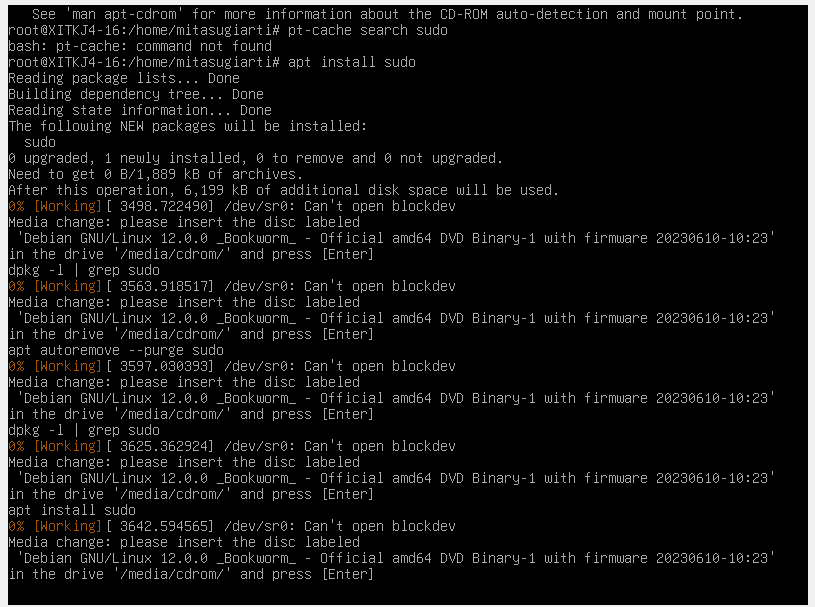 See 'man apt-cdrom' for more information about the CD-ROM auto-detection and mount point.
root@XITKJ4-16:/home/mitasugiarti# pt-cache search sudo
bash: pt-cache: command not found
root@XITKJ4-16:/home/mitasugiarti# apt install sudo
Reading package lists... Done
Building dependency tree... Done
Reading state information... Done
The following NEW packages will be installed:
  sudo
0 upgraded, 1 newly installed, 0 to remove and 0 not upgraded.
Need to get 0 B/1,889 kB of archives.
After this operation, 6,199 kB of additional disk space will be used.
0% [Working][ 3498.722490] /dev/sr0: Can't open blockdev
Media change: please insert the disc labeled
 'Debian GNU/Linux 12.0.0 _Bookworm_ - Official amd64 DVD Binary-1 with firmware 20230610-10:23'
in the drive '/media/cdrom/' and press [Enter]
dpkg -l | grep sudo
0% [Working][ 3563.918517] /dev/sr0: Can't open blockdev
Media change: please insert the disc labeled
 'Debian GNU/Linux 12.0.0 _Bookworm_ - Official amd64 DVD Binary-1 with firmware 20230610-10:23'
in the drive '/media/cdrom/' and press [Enter]
apt autoremove --purge sudo
0% [Working][ 3597.030393] /dev/sr0: Can't open blockdev
Media change: please insert the disc labeled
 'Debian GNU/Linux 12.0.0 _Bookworm_ - Official amd64 DVD Binary-1 with firmware 20230610-10:23'
in the drive '/media/cdrom/' and press [Enter]
dpkg -l | grep sudo
0% [Working][ 3625.362924] /dev/sr0: Can't open blockdev
Media change: please insert the disc labeled
 'Debian GNU/Linux 12.0.0 _Bookworm_ - Official amd64 DVD Binary-1 with firmware 20230610-10:23'
in the drive '/media/cdrom/' and press [Enter]
apt install sudo
0% [Working][ 3642.594565] /dev/sr0: Can't open blockdev
Media change: please insert the disc labeled
 'Debian GNU/Linux 12.0.0 _Bookworm_ - Official amd64 DVD Binary-1 with firmware 20230610-10:23'
in the drive '/media/cdrom/' and press [Enter]